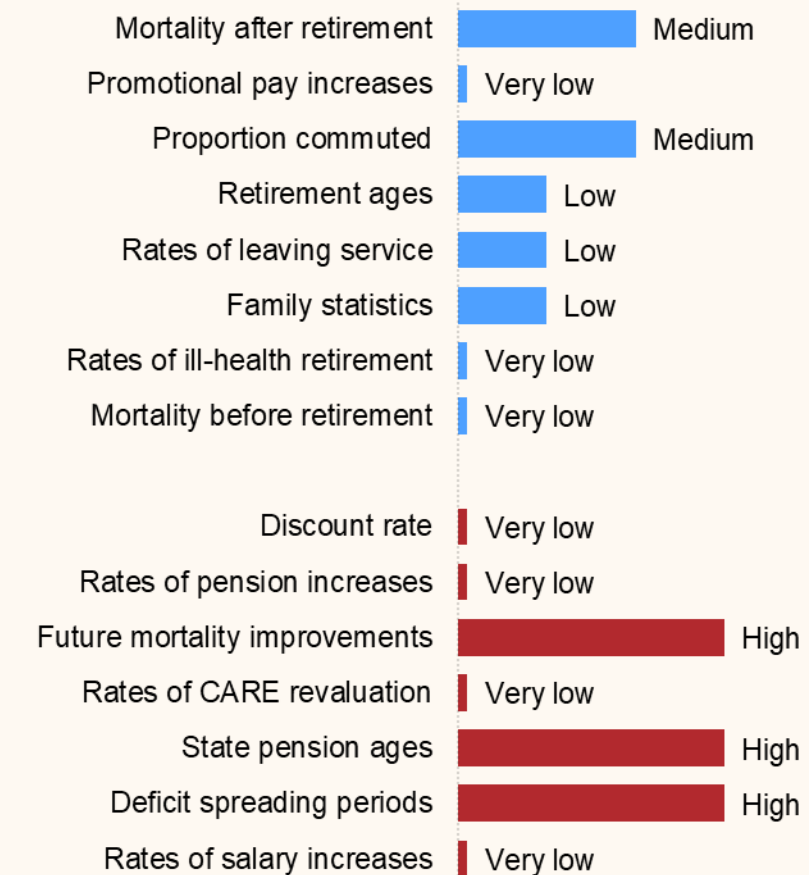 Mortality after retirement Medium
Promotional pay increases Very low
Proportion commuted Medium
Retirement ages Low
Rates of leaving service Low
Family statistics Low
Rates of ill-health retirement Very low
Mortality before retirement Very low
Discount rate Very low
Rates of pension increases Very low
Future mortality improvements High
Rates of CARE revaluation Very low
State pension ages High
Deficit spreading periods High
Rates of salary increases Very low